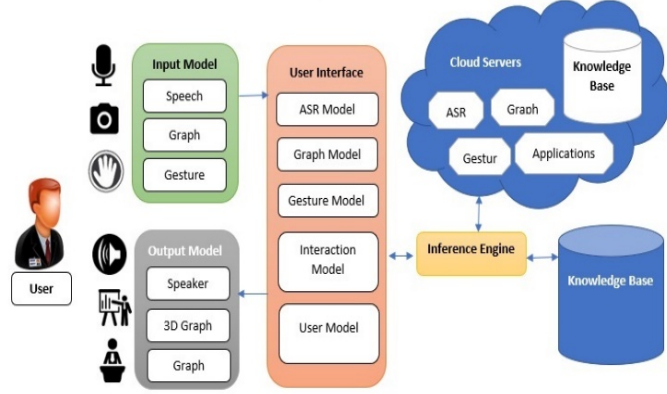 Input Model
Speech
Graph
Gesture
User
Output Model
Speaker
3D Graph
Graph
User Interface
ASR Model
Graph Model
Gesture Model
Interaction
Model
User Model
Cloud Servers
Knowledge
Base
ASR
Graph
Gestur
Applications
Inference Engine
Knowledge Base